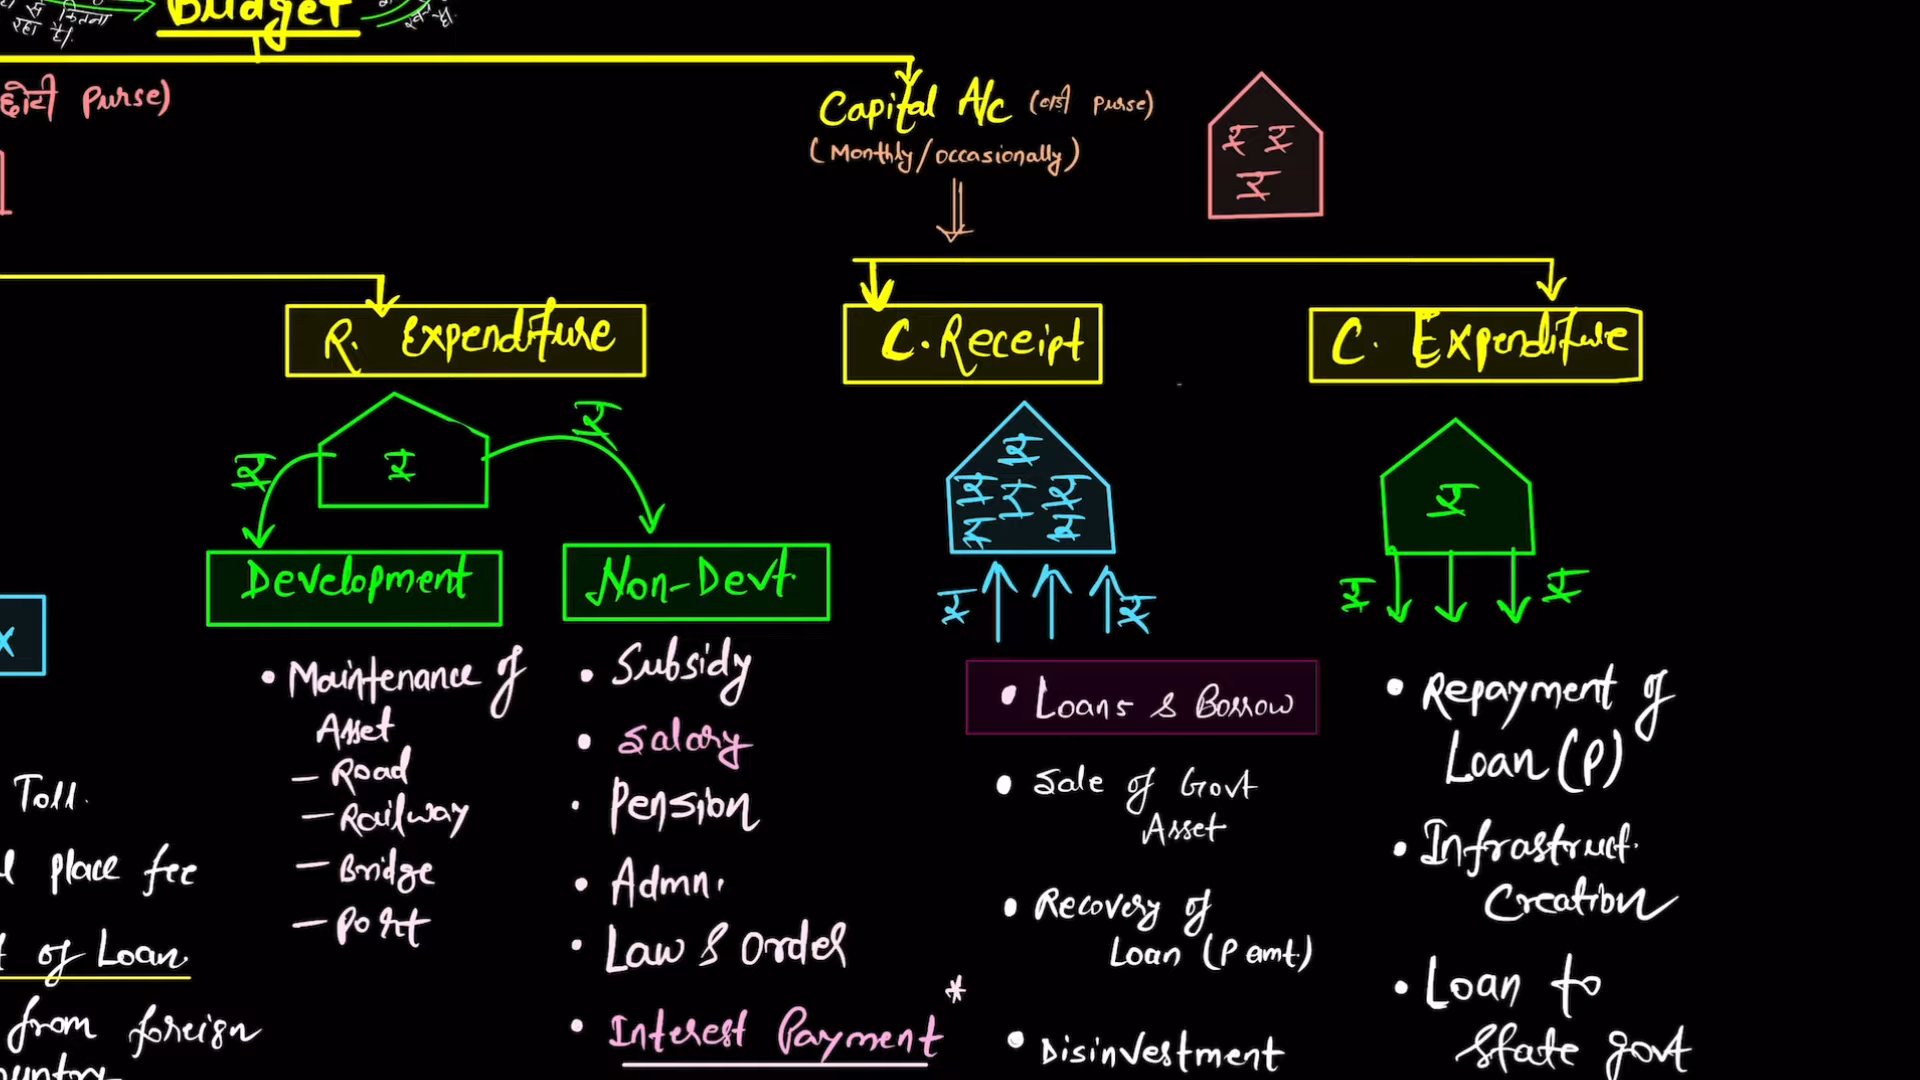 से कितना
रहा है।
Budget
छोटी Purse)
Capital A/c (बड़ी purse)
(Monthly/occasionally)
₹ ₹
₹
R. Expenditure
C. Receipt
C. Expenditure
₹ ₹ ₹
Development
Non-Devt.
• Maintenance of
Asset
– Road
– Railway
– Bridge
– Port
• Subsidy
• Salary
• Pension
• Admn.
• Law & Order
• Interest Payment *
₹
₹ ₹ ₹
₹ ₹
₹ ₹
• Loans & Borrow
• Sale of Govt
Asset
• Recovery of
Loan (P amt.)
• Disinvestment
₹
₹ ₹
• Repayment of
Loan (P)
• Infrastruct.
Creation
• Loan to
State govt
x
Toll.
place fee
of Loan.
from foreign